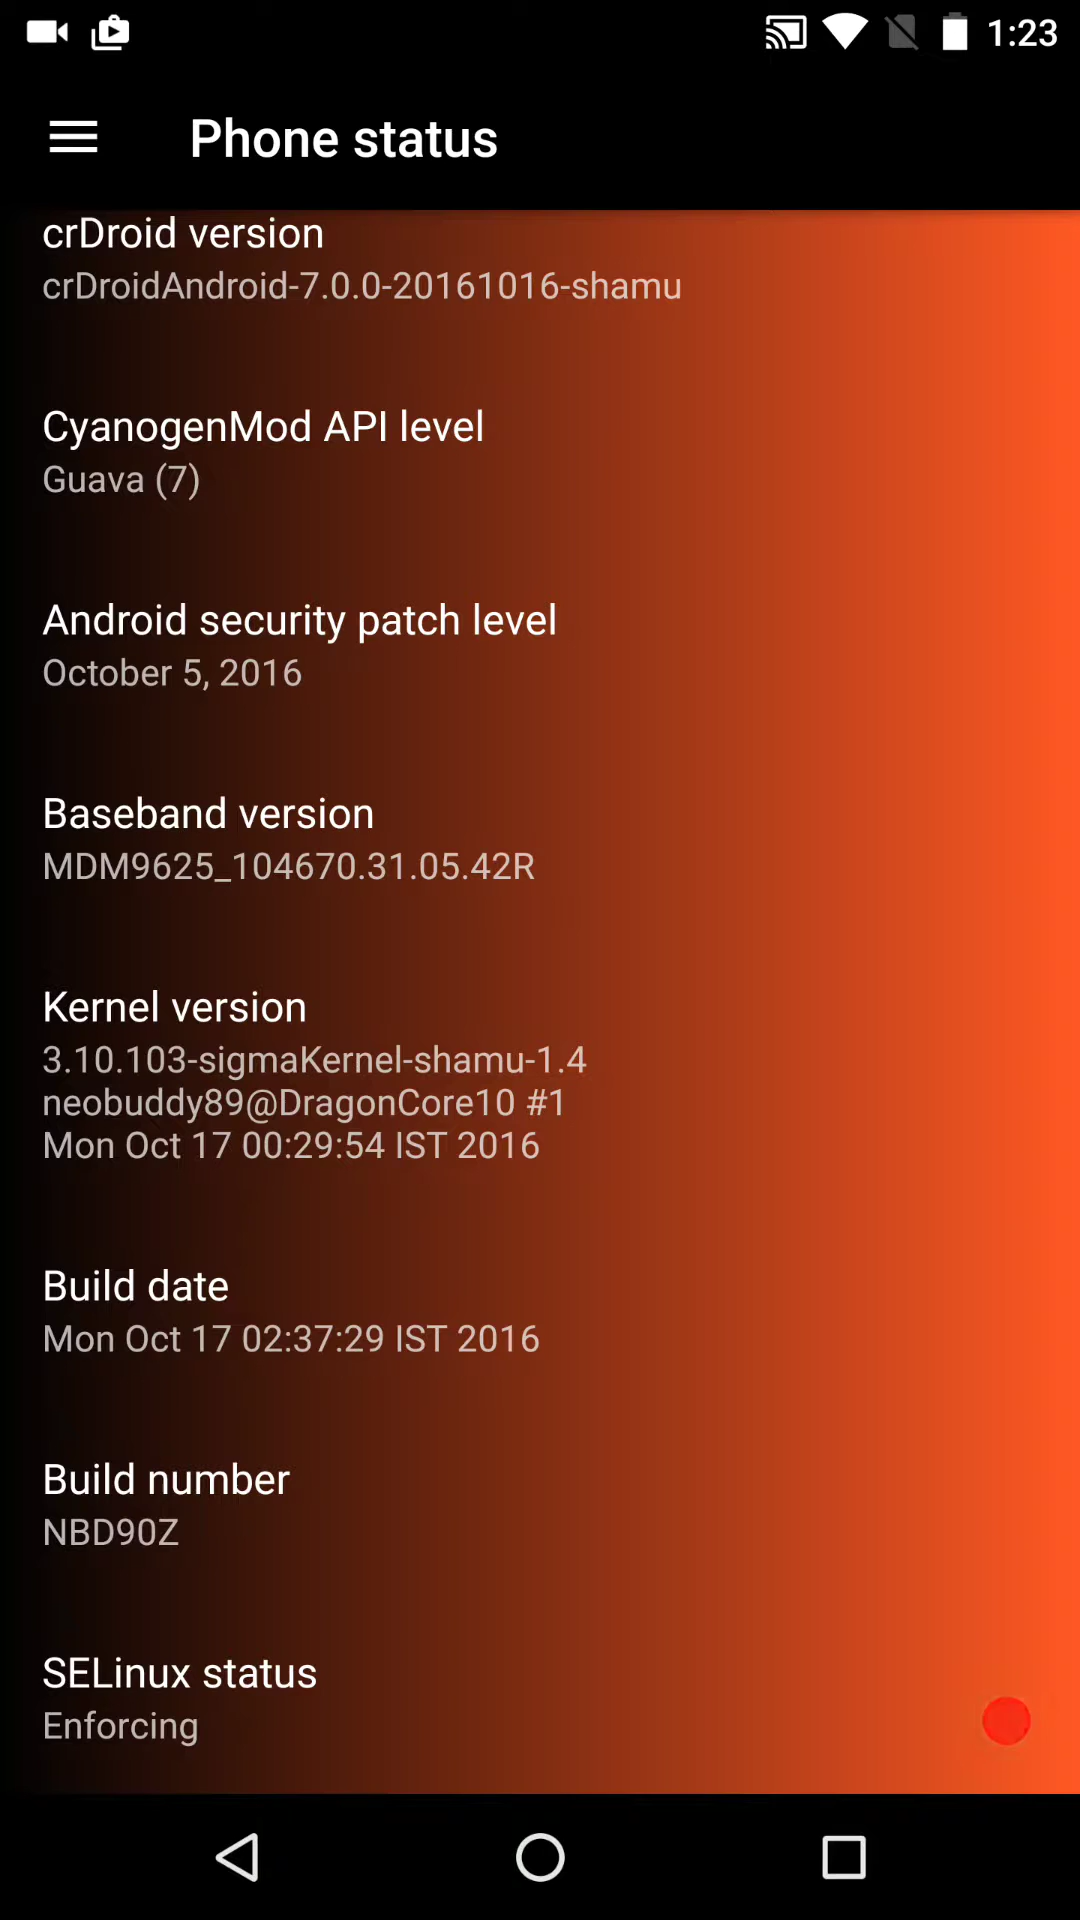 1:23
Phone status
crDroid version
crDroidAndroid-7.0.0-20161016-shamu
CyanogenMod API level
Guava (7)
Android security patch level
October 5, 2016
Baseband version
MDM9625_104670.31.05.42R
Kernel version
3.10.103-sigmaKernel-shamu-1.4
neobuddy89@DragonCore10 #1
Mon Oct 17 00:29:54 IST 2016
Build date
Mon Oct 17 02:37:29 IST 2016
Build number
NBD90Z
SELinux status
Enforcing